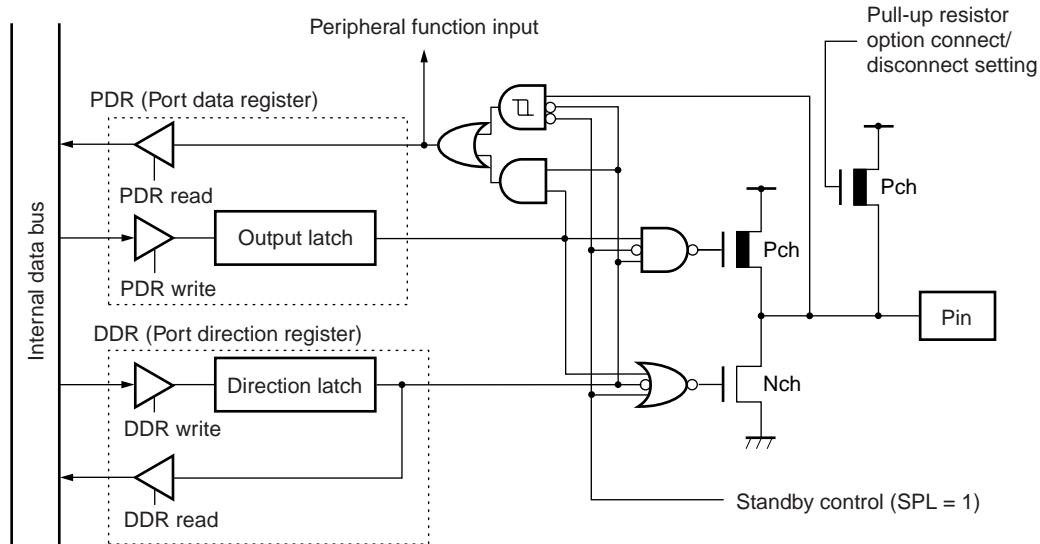 Peripheral function input
Pull-up resistor
option connect/
disconnect setting
PDR (Port data register)
PDR read
Pch
Output latch
Pch
PDR write
Internal data bus
Pin
DDR (Port direction register)
Direction latch
Nch
DDR write
Standby control (SPL = 1)
DDR read